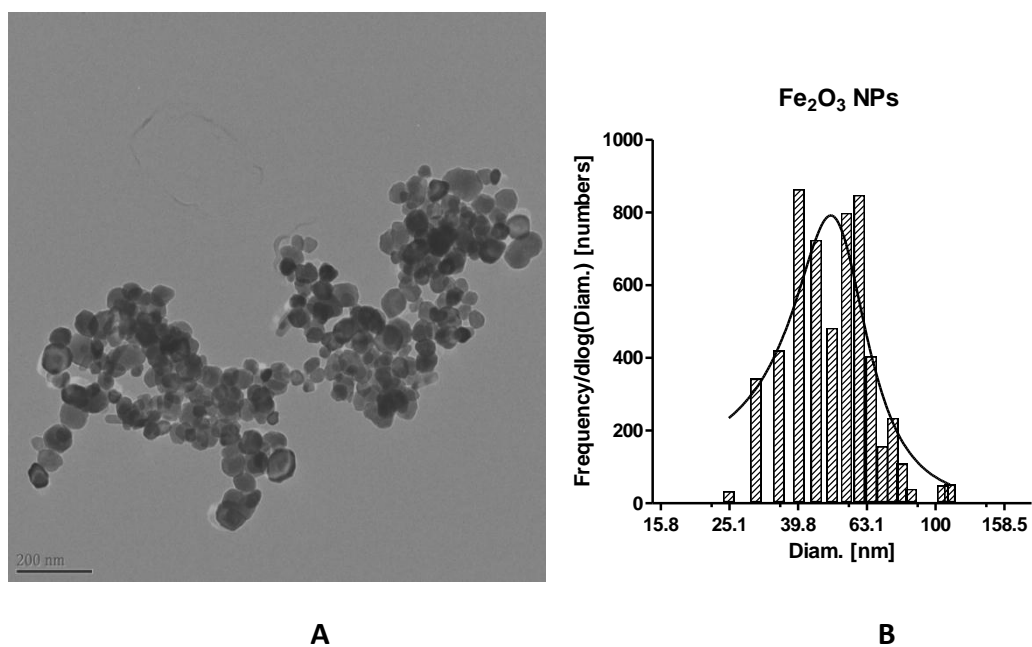 200 nm
A
Fe₂O₃ NPs
Frequency/dlog(Diam.) [numbers]
1000
800
600
400
200
0
15.8 25.1 39.8 63.1 100 158.5
Diam. [nm]
B